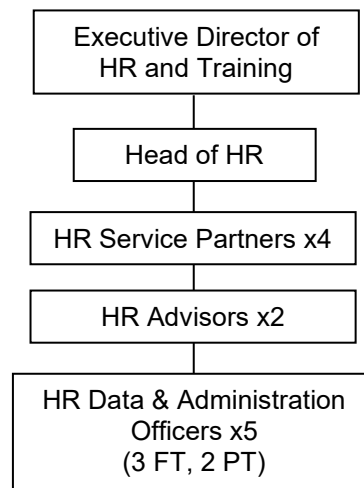 Executive Director of
HR and Training
Head of HR
HR Service Partners x4
HR Advisors x2
HR Data & Administration
Officers x5
(3 FT, 2 PT)